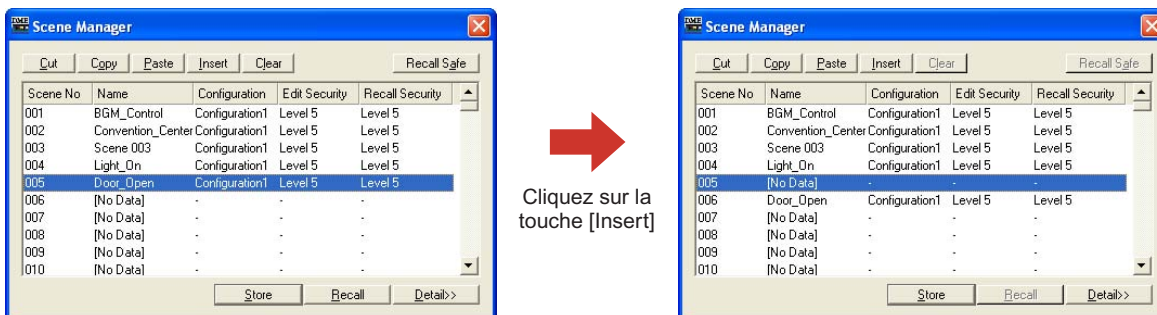 DME
Scene Manager
Cut Copy Paste Insert Clear Recall Safe
Scene No Name Configuration Edit Security Recall Security
001 BGM_Control Configuration1 Level 5 Level 5
002 Convention_Center Configuration1 Level 5 Level 5
003 Scene 003 Configuration1 Level 5 Level 5
004 Light_On Configuration1 Level 5 Level 5
005 Door_Open Configuration1 Level 5 Level 5
006 [No Data] - - -
007 [No Data] - - -
008 [No Data] - - -
009 [No Data] - - -
010 [No Data] - - -
Store Recall Detail>>
Cliquez sur la
touche [Insert]
DME
Scene Manager
Cut Copy Paste Insert Clear Recall Safe
Scene No Name Configuration Edit Security Recall Security
001 BGM_Control Configuration1 Level 5 Level 5
002 Convention_Center Configuration1 Level 5 Level 5
003 Scene 003 Configuration1 Level 5 Level 5
004 Light_On Configuration1 Level 5 Level 5
005 [No Data] - - -
006 Door_Open Configuration1 Level 5 Level 5
007 [No Data] - - -
008 [No Data] - - -
009 [No Data] - - -
010 [No Data] - - -
Store Recall Detail>>